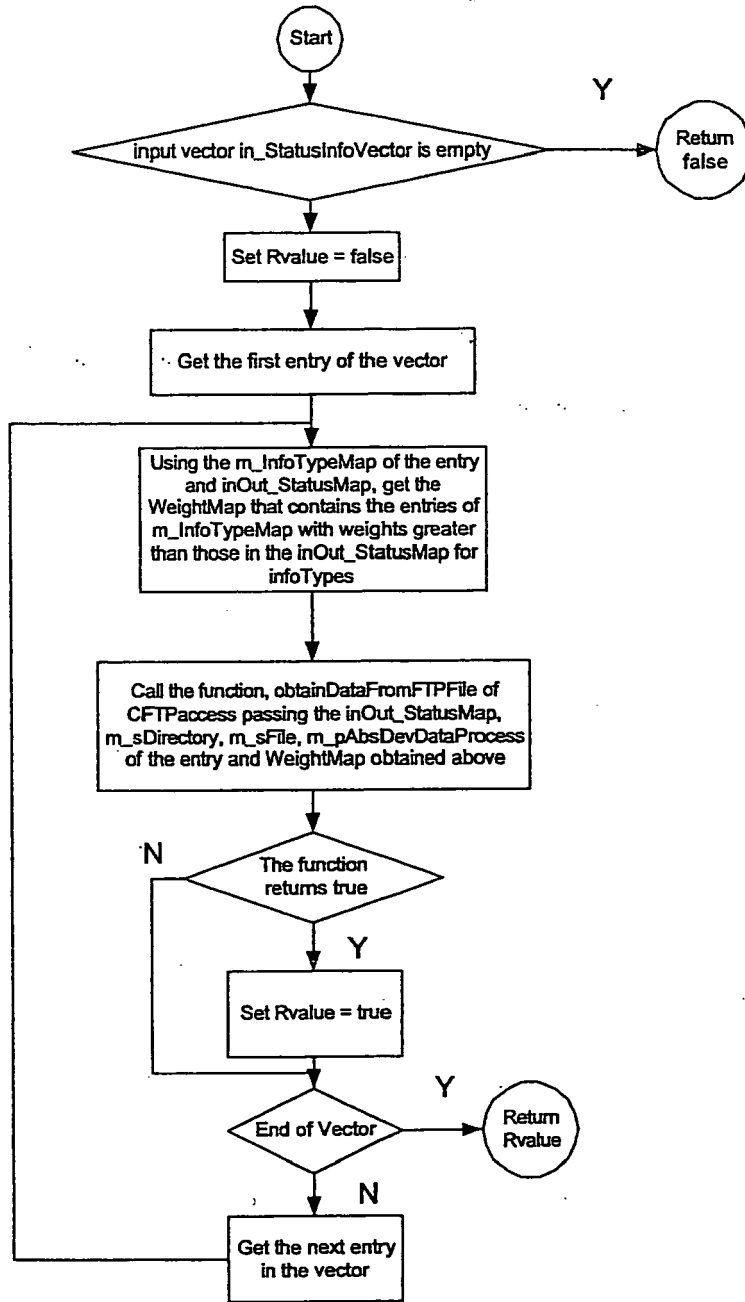 Start
Y
input vector in_StatusInfoVector is empty
Return
false
Set Rvalue = false
Get the first entry of the vector
Using the m_InfoTypeMap of the entry
and inOut_StatusMap, get the
WeightMap that contains the entries of
m_InfoTypeMap with weights greater
than those in the inOut_StatusMap for
infoTypes
Call the function, obtainDataFromFTPFile of
CFTPaccess passing the inOut_StatusMap,
m_sDirectory, m_sFile, m_pAbsDevDataProcess
of the entry and WeightMap obtained above
N
The function
returns true
Y
Set Rvalue = true
Y
End of Vector
Return
Rvalue
N
Get the next entry
in the vector